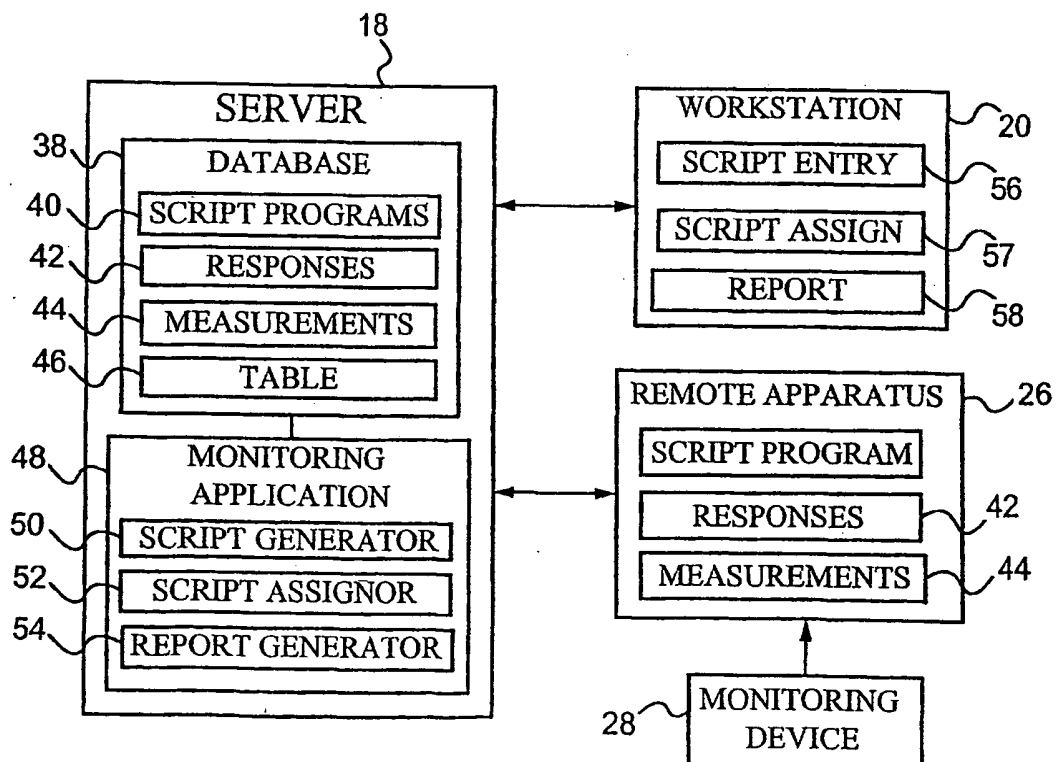 18
SERVER
38
DATABASE
40
SCRIPT PROGRAMS
42
RESPONSES
44
MEASUREMENTS
46
TABLE
48
MONITORING
APPLICATION
50
SCRIPT GENERATOR
52
SCRIPT ASSIGNOR
54
REPORT GENERATOR
WORKSTATION
20
SCRIPT ENTRY
56
SCRIPT ASSIGN
57
REPORT
58
REMOTE APPARATUS
26
SCRIPT PROGRAM
RESPONSES
42
MEASUREMENTS
44
28
MONITORING
DEVICE